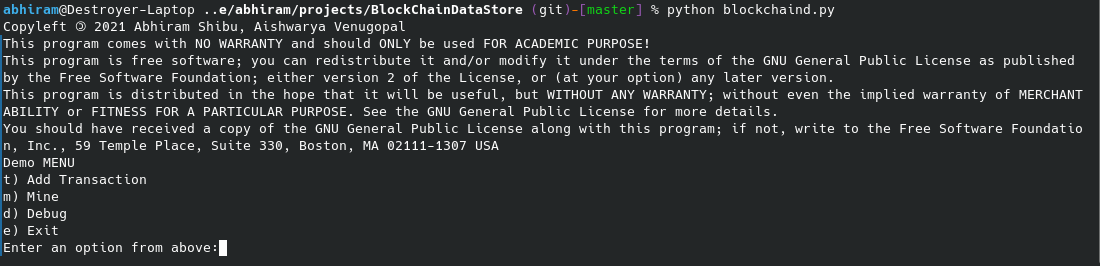 abhiram@Destroyer-Laptop ..e/abhiram/projects/BlockChainDataStore (git)-[master] % python blockchaind.py
Copyleft 🄯 2021 Abhiram Shibu, Aishwarya Venugopal
This program comes with NO WARRANTY and should ONLY be used FOR ACADEMIC PURPOSE!
This program is free software; you can redistribute it and/or modify it under the terms of the GNU General Public License as published
by the Free Software Foundation; either version 2 of the License, or (at your option) any later version.
This program is distributed in the hope that it will be useful, but WITHOUT ANY WARRANTY; without even the implied warranty of MERCHANT
ABILITY or FITNESS FOR A PARTICULAR PURPOSE. See the GNU General Public License for more details.
You should have received a copy of the GNU General Public License along with this program; if not, write to the Free Software Foundatio
n, Inc., 59 Temple Place, Suite 330, Boston, MA 02111-1307 USA
Demo MENU
t) Add Transaction
m) Mine
d) Debug
e) Exit
Enter an option from above: